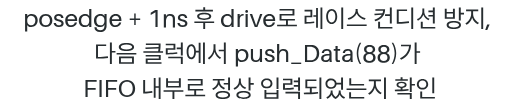 posedge + 1ns 후 drive로 레이스 컨디션 방지,
다음 클럭에서 push_Data(88)가
FIFO 내부로 정상 입력되었는지 확인